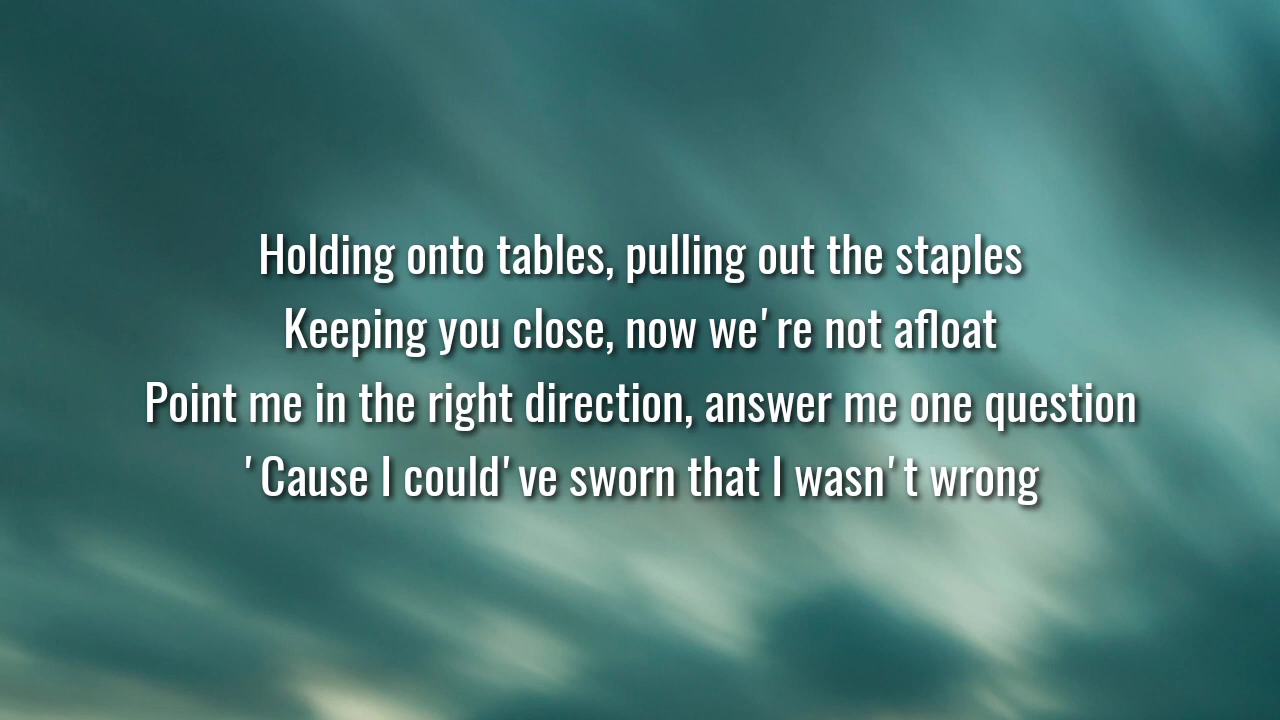 Holding onto tables, pulling out the staples
Keeping you close, now we're not afloat
Point me in the right direction, answer me one question
'Cause I could've sworn that I wasn't wrong